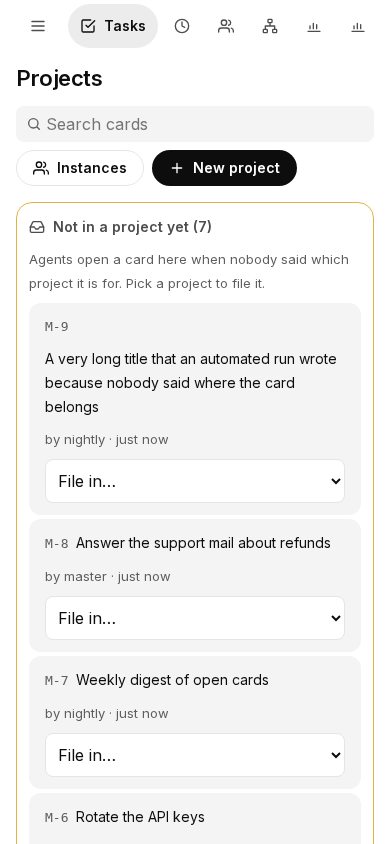 Tasks
Projects
Search cards
Instances
New project
Not in a project yet (7)
Agents open a card here when nobody said which
project it is for. Pick a project to file it.
M-9
A very long title that an automated run wrote
because nobody said where the card
belongs
by nightly · just now
File in...
M-8 Answer the support mail about refunds
by master · just now
File in...
M-7 Weekly digest of open cards
by nightly · just now
File in...
M-6 Rotate the API keys